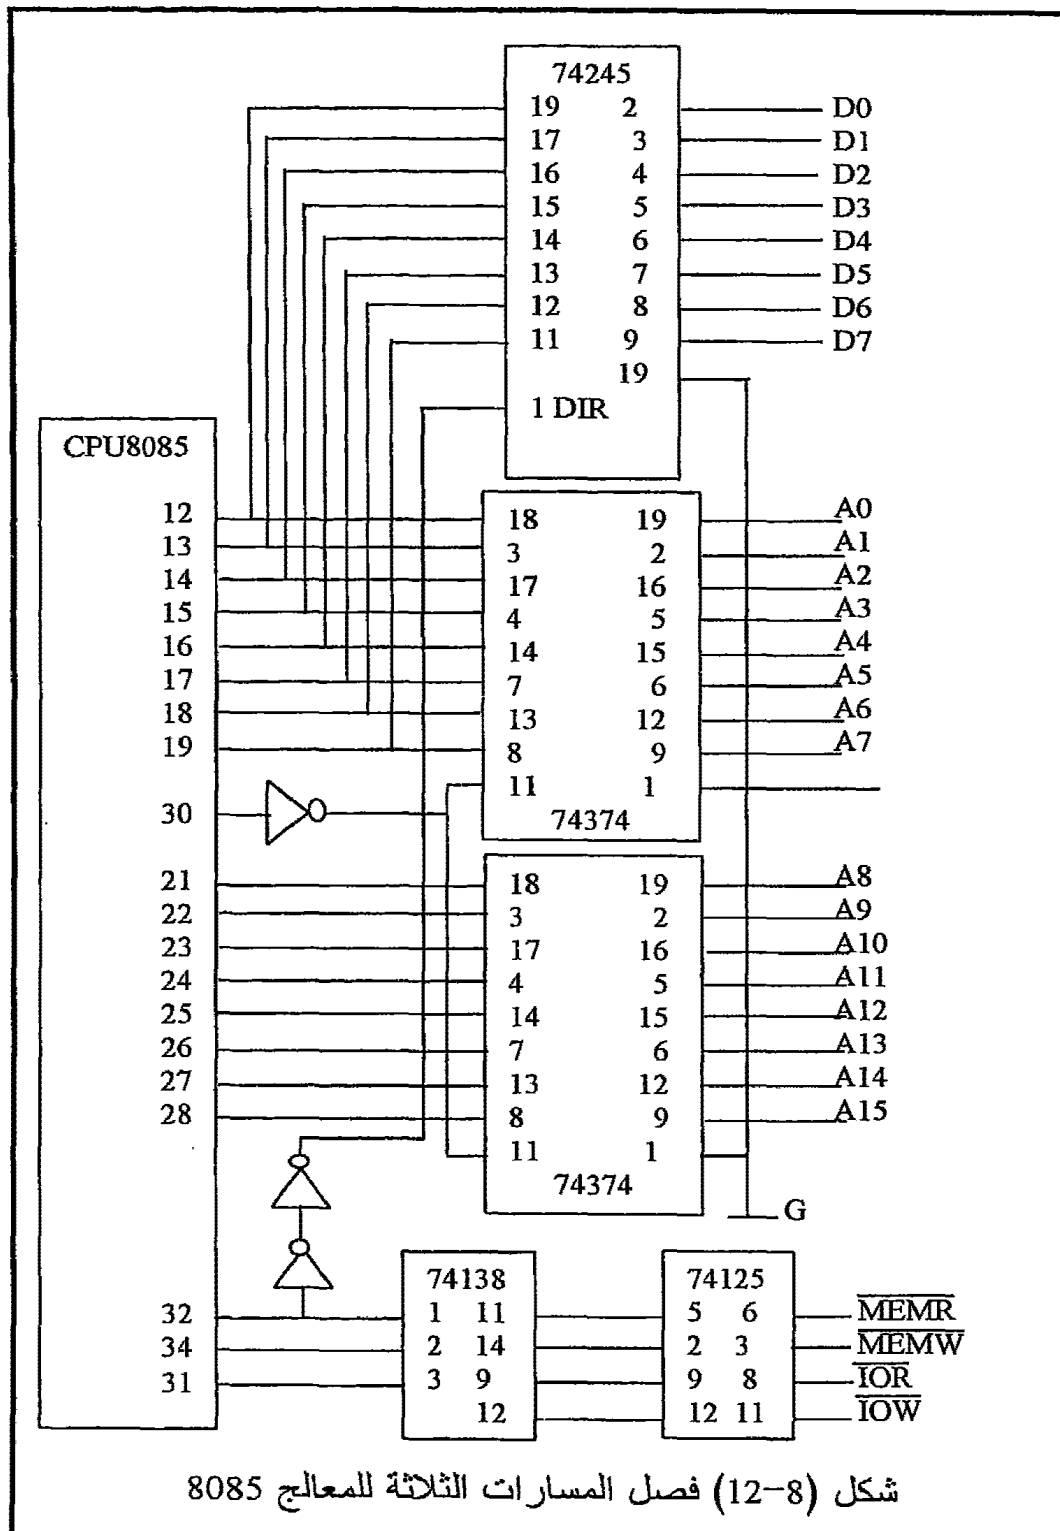 74245
19 2 D0
17 3 D1
16 4 D2
15 5 D3
14 6 D4
13 7 D5
12 8 D6
11 9 D7
19
1 DIR
CPU8085
12 18 19 A0
13 3 2 A1
14 17 16 A2
15 4 5 A3
16 14 15 A4
17 7 6 A5
18 13 12 A6
19 8 9 A7
30 11 1
74374
21 18 19 A8
22 3 2 A9
23 17 16 A10
24 4 5 A11
25 14 15 A12
26 7 6 A13
27 13 12 A14
28 8 9 A15
11 1
74374
G
74138 74125
32 1 11 5 6 M̅E̅M̅R̅
34 2 14 2 3 M̅E̅M̅W̅
31 3 9 9 8 I̅O̅R̅
12 12 11 I̅O̅W̅
شكل (8-12) فصل المسارات الثلاثة للمعالج 8085